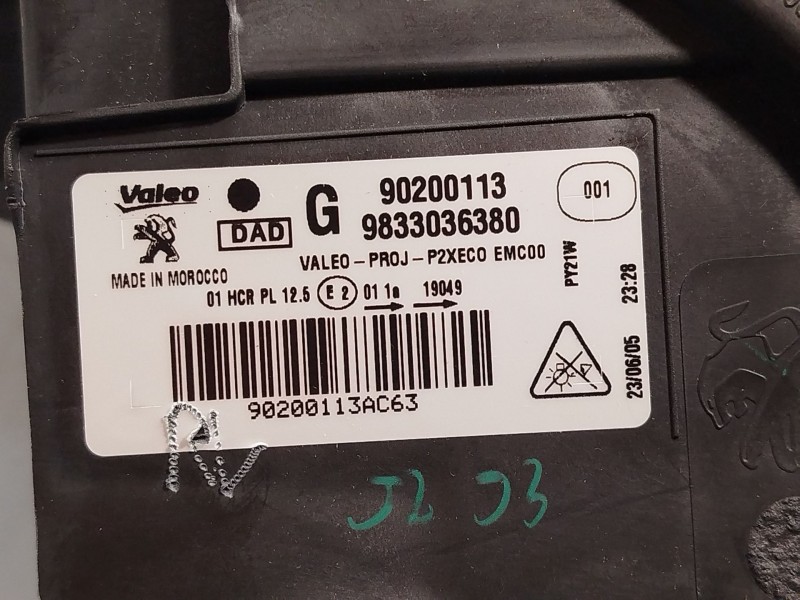 Valeo
DAD
G
90200113
9833036380
001
VALEO-PROJ-P2XECO EMC00
MADE IN MOROCCO
01 HCR PL 12.5 E2 01 1a 19049
PY21W
23/06/05 23:28
90200113AC63